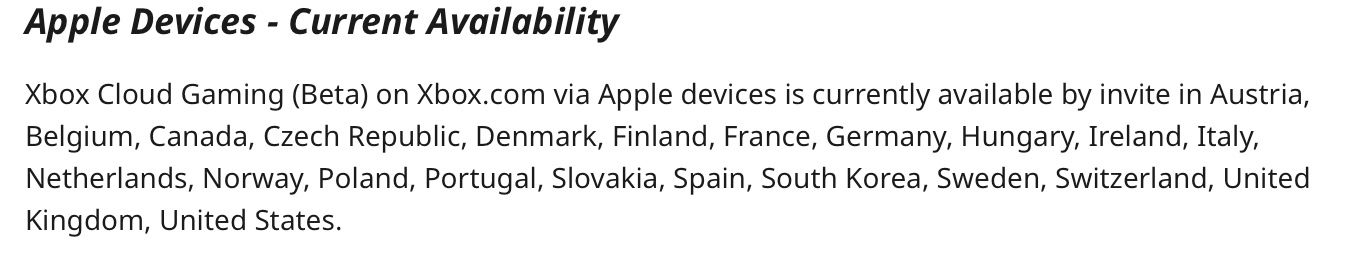 Apple Devices - Current Availability
Xbox Cloud Gaming (Beta) on Xbox.com via Apple devices is currently available by invite in Austria,
Belgium, Canada, Czech Republic, Denmark, Finland, France, Germany, Hungary, Ireland, Italy,
Netherlands, Norway, Poland, Portugal, Slovakia, Spain, South Korea, Sweden, Switzerland, United
Kingdom, United States.